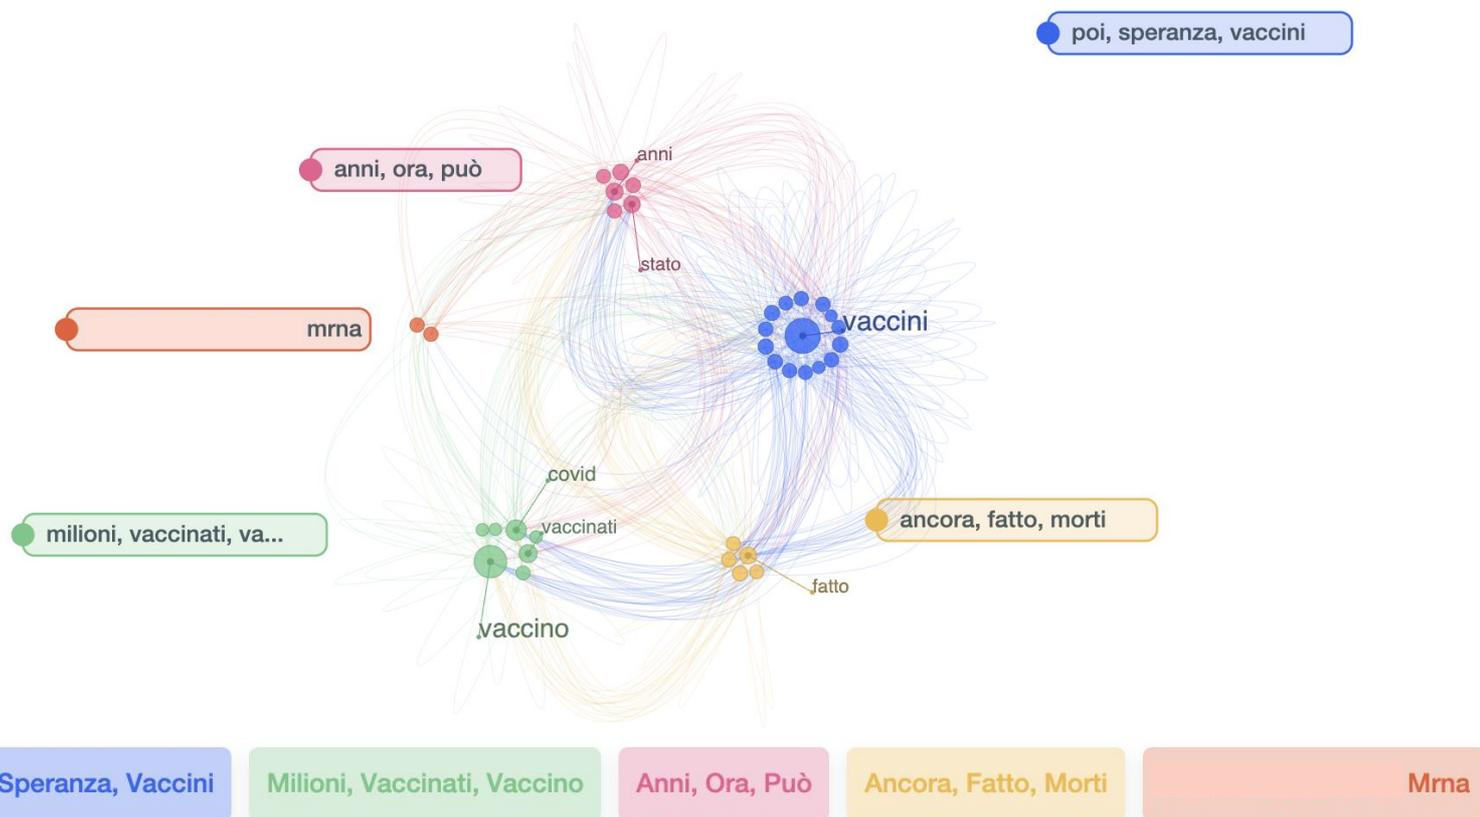 poi, speranza, vaccini
anni
anni, ora, può
stato
vaccini
mrna
covid
ancora, fatto, morti
vaccinati
milioni, vaccinati, va...
fatto
vaccino
Speranza, Vaccini
Milioni, Vaccinati, Vaccino
Anni, Ora, Può
Ancora, Fatto, Morti
Mrna